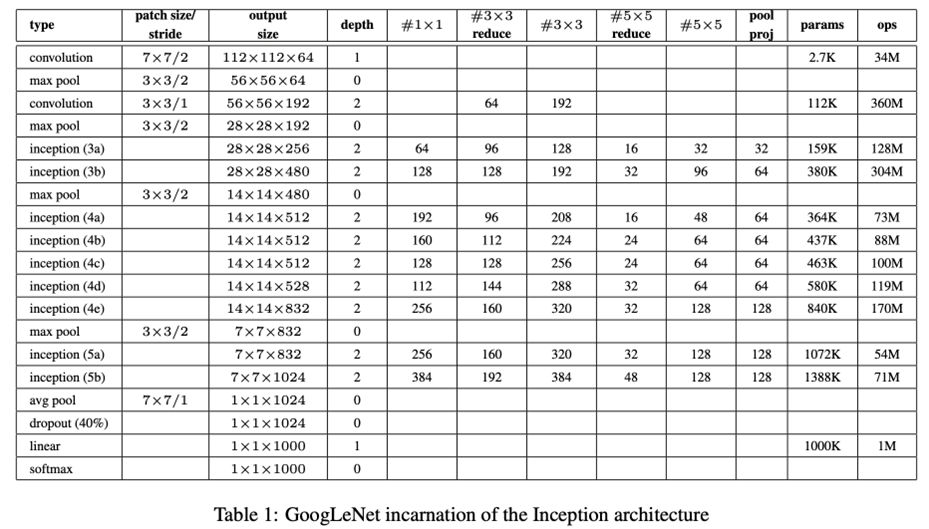 type patch size/ stride output size depth #1×1 #3×3 reduce #3×3 #5×5 reduce #5×5 pool proj params ops
convolution 7×7/2 112×112×64 1 2.7K 34M
max pool 3×3/2 56×56×64 0
convolution 3×3/1 56×56×192 2 64 192 112K 360M
max pool 3×3/2 28×28×192 0
inception (3a) 28×28×256 2 64 96 128 16 32 32 159K 128M
inception (3b) 28×28×480 2 128 128 192 32 96 64 380K 304M
max pool 3×3/2 14×14×480 0
inception (4a) 14×14×512 2 192 96 208 16 48 64 364K 73M
inception (4b) 14×14×512 2 160 112 224 24 64 64 437K 88M
inception (4c) 14×14×512 2 128 128 256 24 64 64 463K 100M
inception (4d) 14×14×528 2 112 144 288 32 64 64 580K 119M
inception (4e) 14×14×832 2 256 160 320 32 128 128 840K 170M
max pool 3×3/2 7×7×832 0
inception (5a) 7×7×832 2 256 160 320 32 128 128 1072K 54M
inception (5b) 7×7×1024 2 384 192 384 48 128 128 1388K 71M
avg pool 7×7/1 1×1×1024 0
dropout (40%) 1×1×1024 0
linear 1×1×1000 1 1000K 1M
softmax 1×1×1000 0
Table 1: GoogLeNet incarnation of the Inception architecture